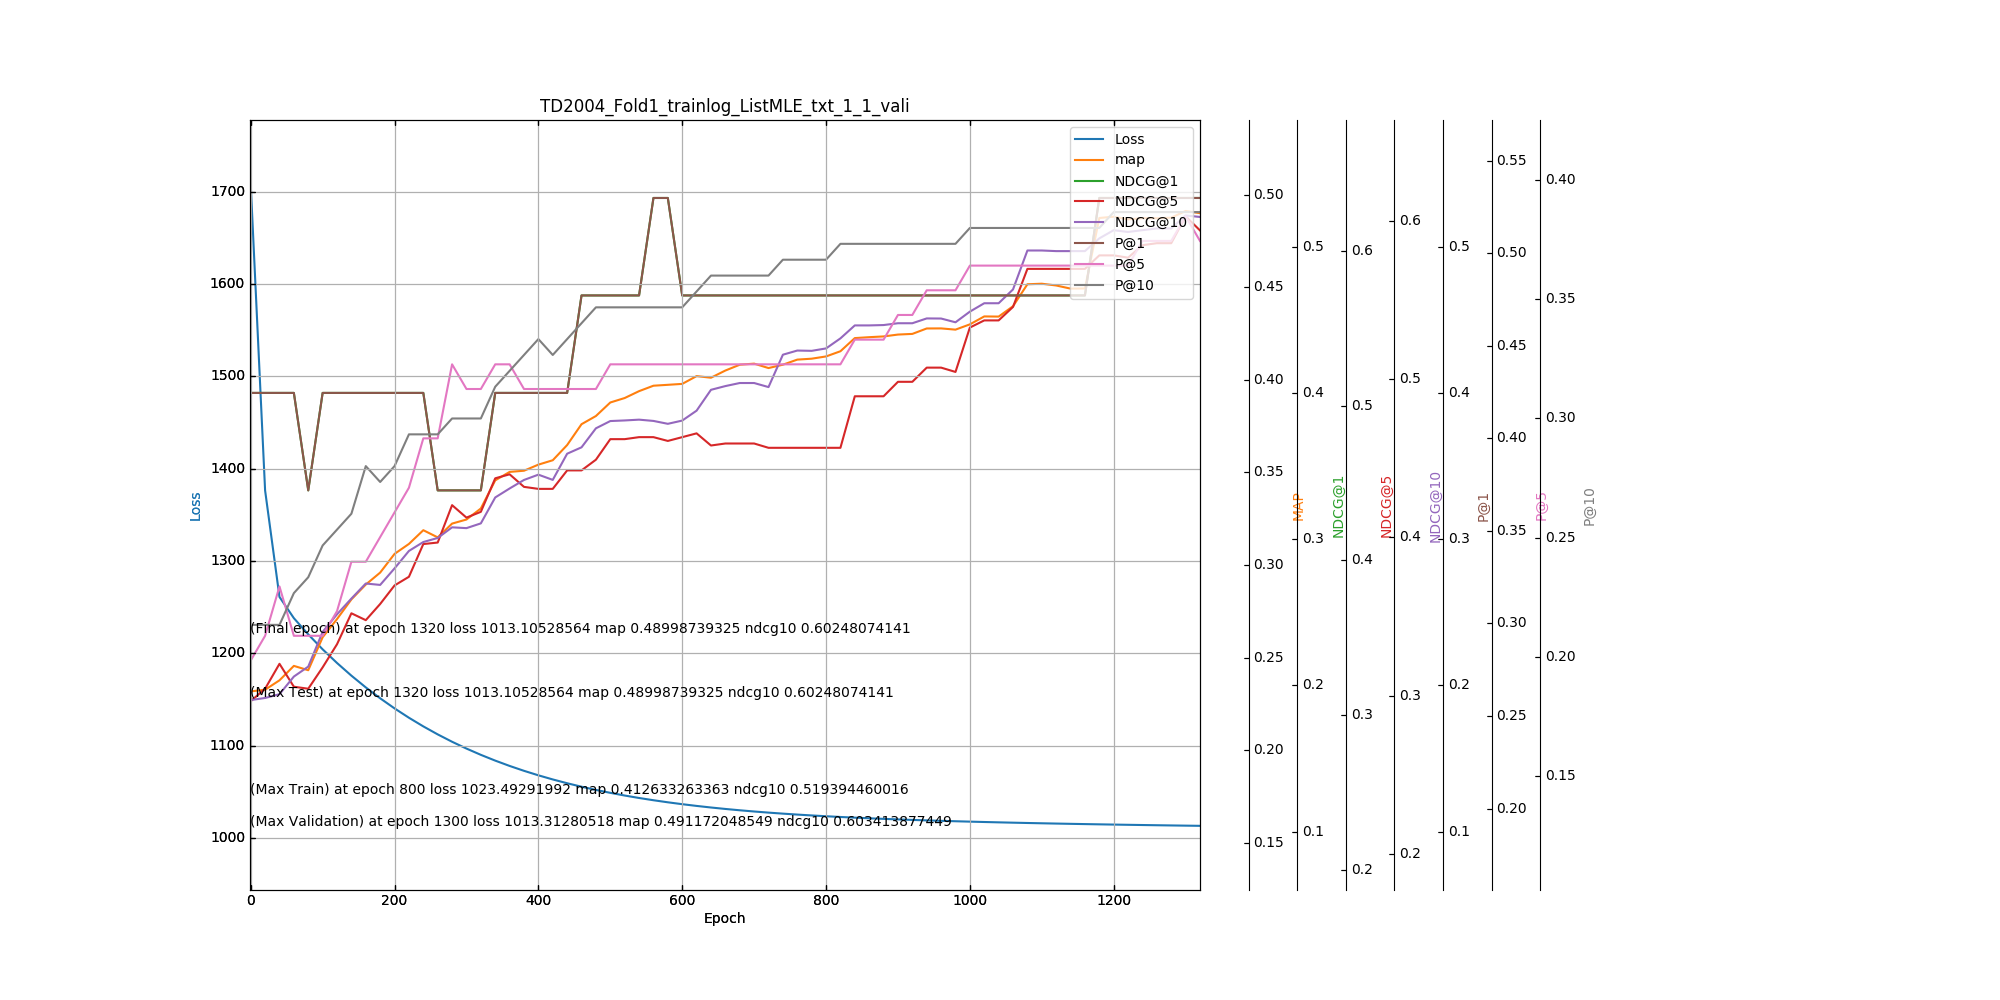 TD2004_Fold1_trainlog_ListMLE_txt_1_1_vali
Loss
map
NDCG@1
NDCG@5
NDCG@10
P@1
P@5
P@10
1700
1600
1500
1400
1300
1200
1100
1000
Loss
(Final epoch) at epoch 1320 loss 1013.10528564 map 0.48998739325 ndcg10 0.60248074141
(Max Test) at epoch 1320 loss 1013.10528564 map 0.48998739325 ndcg10 0.60248074141
(Max Train) at epoch 800 loss 1023.49291992 map 0.412633263363 ndcg10 0.519394460016
(Max Validation) at epoch 1300 loss 1013.31280518 map 0.491172048549 ndcg10 0.603413877449
0 200 400 600 800 1000 1200
Epoch
0.50
0.45
0.40
0.35
0.30
0.25
0.20
0.15
MAP
0.5
0.4
0.3
0.2
0.1
NDCG@1
0.6
0.5
0.4
0.3
0.2
NDCG@5
0.6
0.5
0.4
0.3
0.2
NDCG@10
0.5
0.4
0.3
0.2
0.1
P@1
0.55
0.50
0.45
0.40
0.35
0.30
0.25
0.20
P@5
0.40
0.35
0.30
0.25
0.20
0.15
P@10